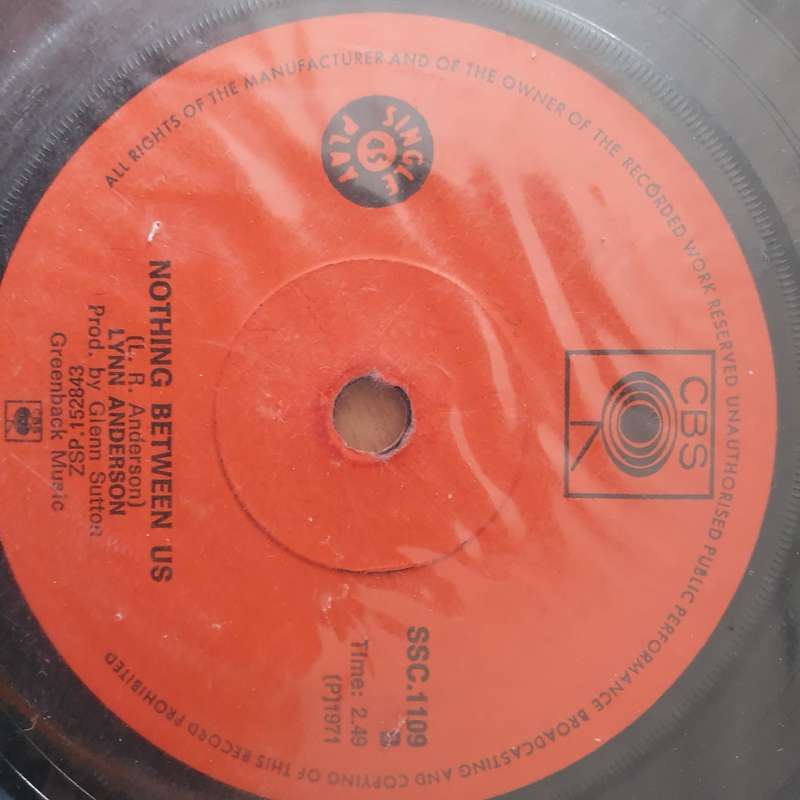 ALL RIGHTS OF THE MANUFACTURER AND OF THE OWNER OF THE RECORDED WORK RESERVED UNAUTHORISED PUBLIC PERFORMANCE BROADCASTING AND COPYING OF THIS RECORD PROHIBITED
CBS
SINGLE
45
PLAY
SSC.1109
B
Time: 2.49
(P)1971
NOTHING BETWEEN US
(L. R. Anderson)
LYNN ANDERSON
Prod. by Glenn Sutton
ZSP.152843
Greenback Music
CBS